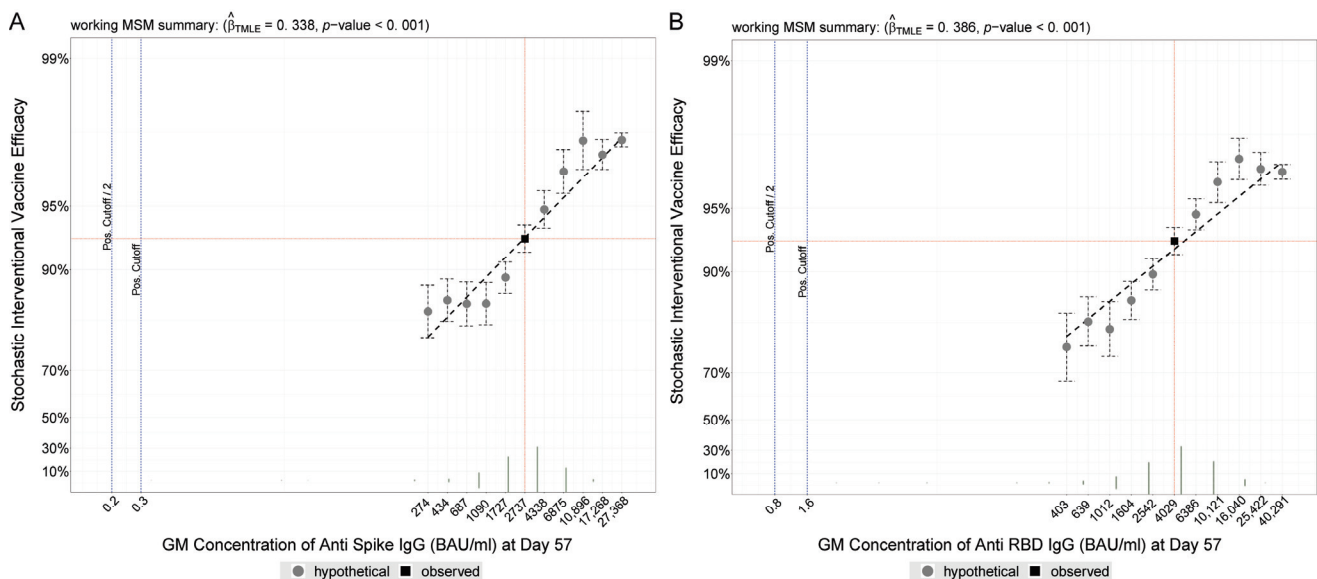 A
working MSM summary: (β̂TMLE = 0. 338, p-value < 0. 001)
Stochastic Interventional Vaccine Efficacy
99%
95%
90%
70%
50%
30%
10%
Pos. Cutoff / 2
Pos. Cutoff
0.2
0.3
274
434
687
1090
1727
2737
4338
6875
10,896
17,268
27,368
GM Concentration of Anti Spike IgG (BAU/ml) at Day 57
hypothetical observed
B
working MSM summary: (β̂TMLE = 0. 386, p-value < 0. 001)
Stochastic Interventional Vaccine Efficacy
99%
95%
90%
70%
50%
30%
10%
Pos. Cutoff / 2
Pos. Cutoff
0.8
1.6
403
639
1012
1604
2542
4029
6386
10,121
16,040
25,422
40,291
GM Concentration of Anti RBD IgG (BAU/ml) at Day 57
hypothetical observed